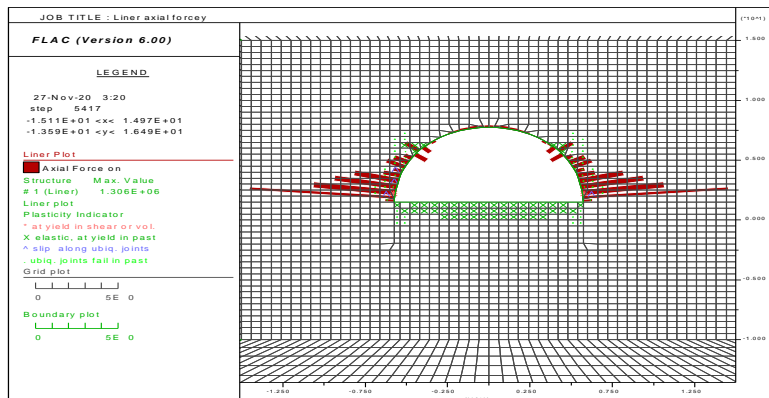 JOB TITLE : Liner axial forcey
(*10^1)
FLAC (Version 6.00)
LEGEND
27-Nov-20 3:20
step 5417
-1.511E+01 <x< 1.497E+01
-1.359E+01 <y< 1.649E+01
Liner Plot
Axial Force on
Structure Max. Value
# 1 (Liner) 1.306E+06
Liner plot
Plasticity Indicator
* at yield in shear or vol.
X elastic, at yield in past
^ slip along ubiq. joints
. ubiq. joints fail in past
Grid plot
0 5E 0
Boundary plot
0 5E 0
1.500
1.000
0.500
0.000
-0.500
-1.000
-1.250 -0.750 -0.250 0.250 0.750 1.250